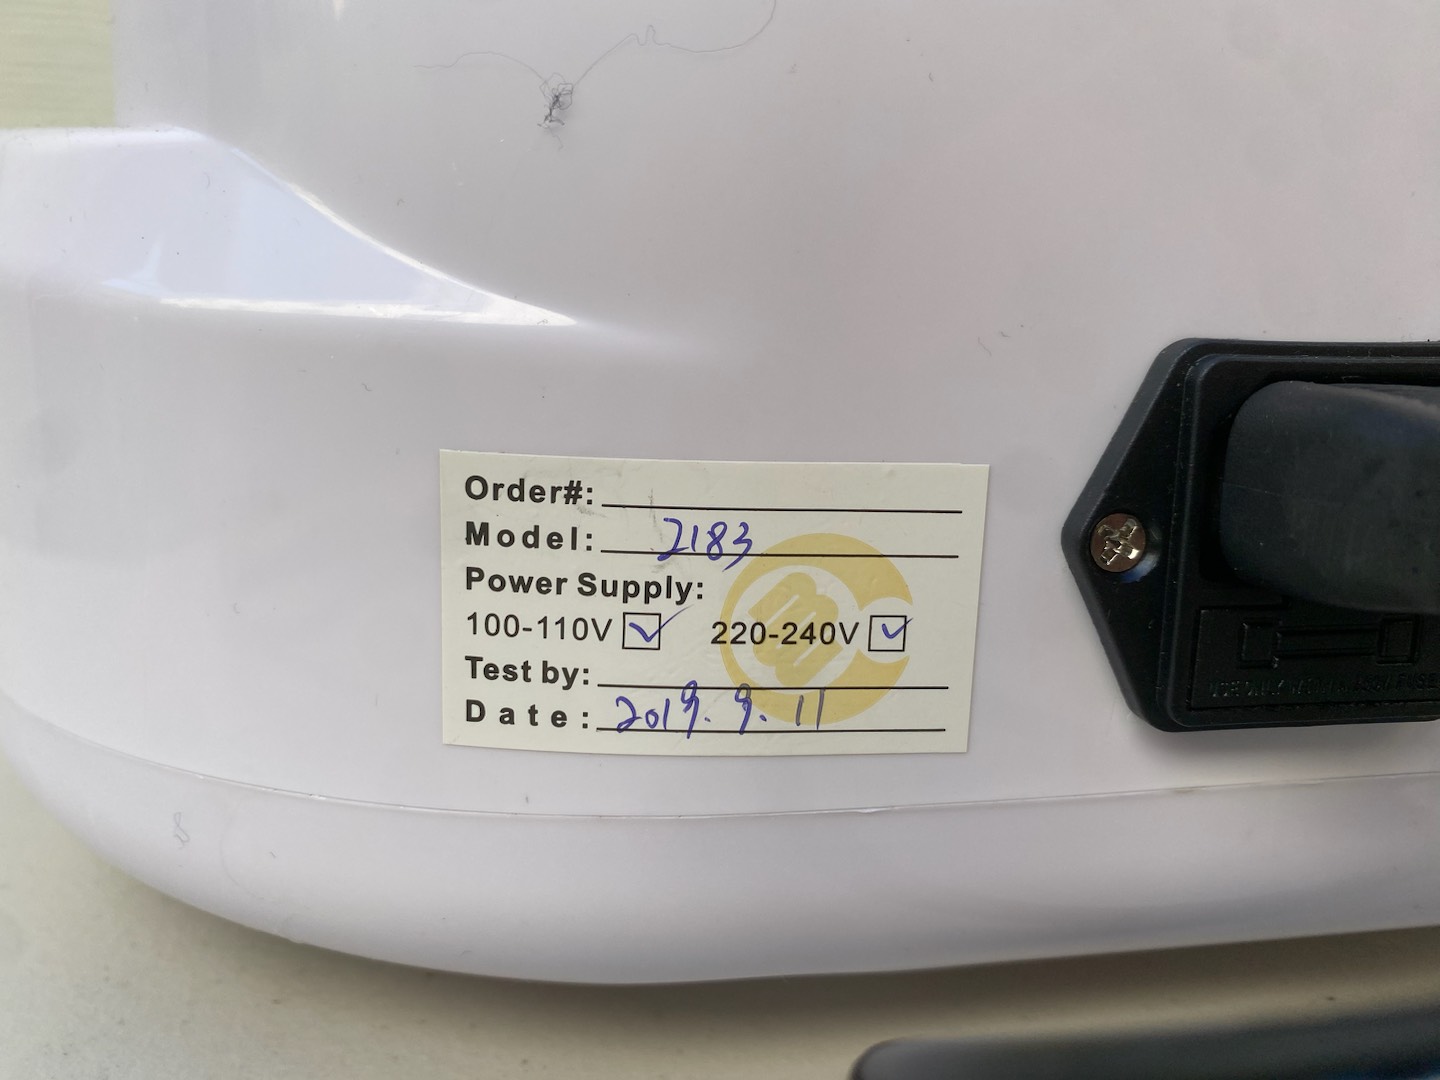 Order#:
Model: 2183
Power Supply:
100-110V ☑ 220-240V ☑
Test by:
Date: 2019.9.11